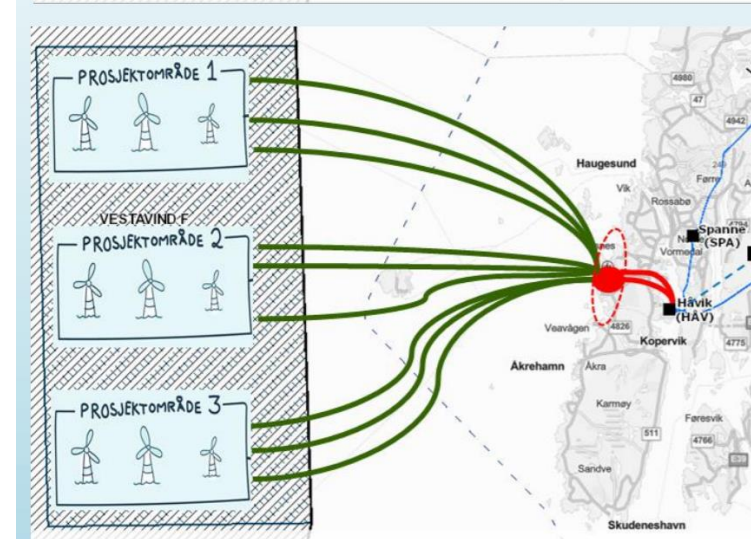 PROSJEKTOMRÅDE 1
VESTAVIND F
PROSJEKTOMRÅDE 2
PROSJEKTOMRÅDE 3
4980
47
4942
Haugesund
Førre
Vik
Rossabø
Spanne
(SPA)
Vormedal
Håvik
(HÅV)
Veavågen
4826
Kopervik
4775
Åkrehamn
Åkra
Karmøy
Føresvik
511
4766
Sandve
Skudeneshavn